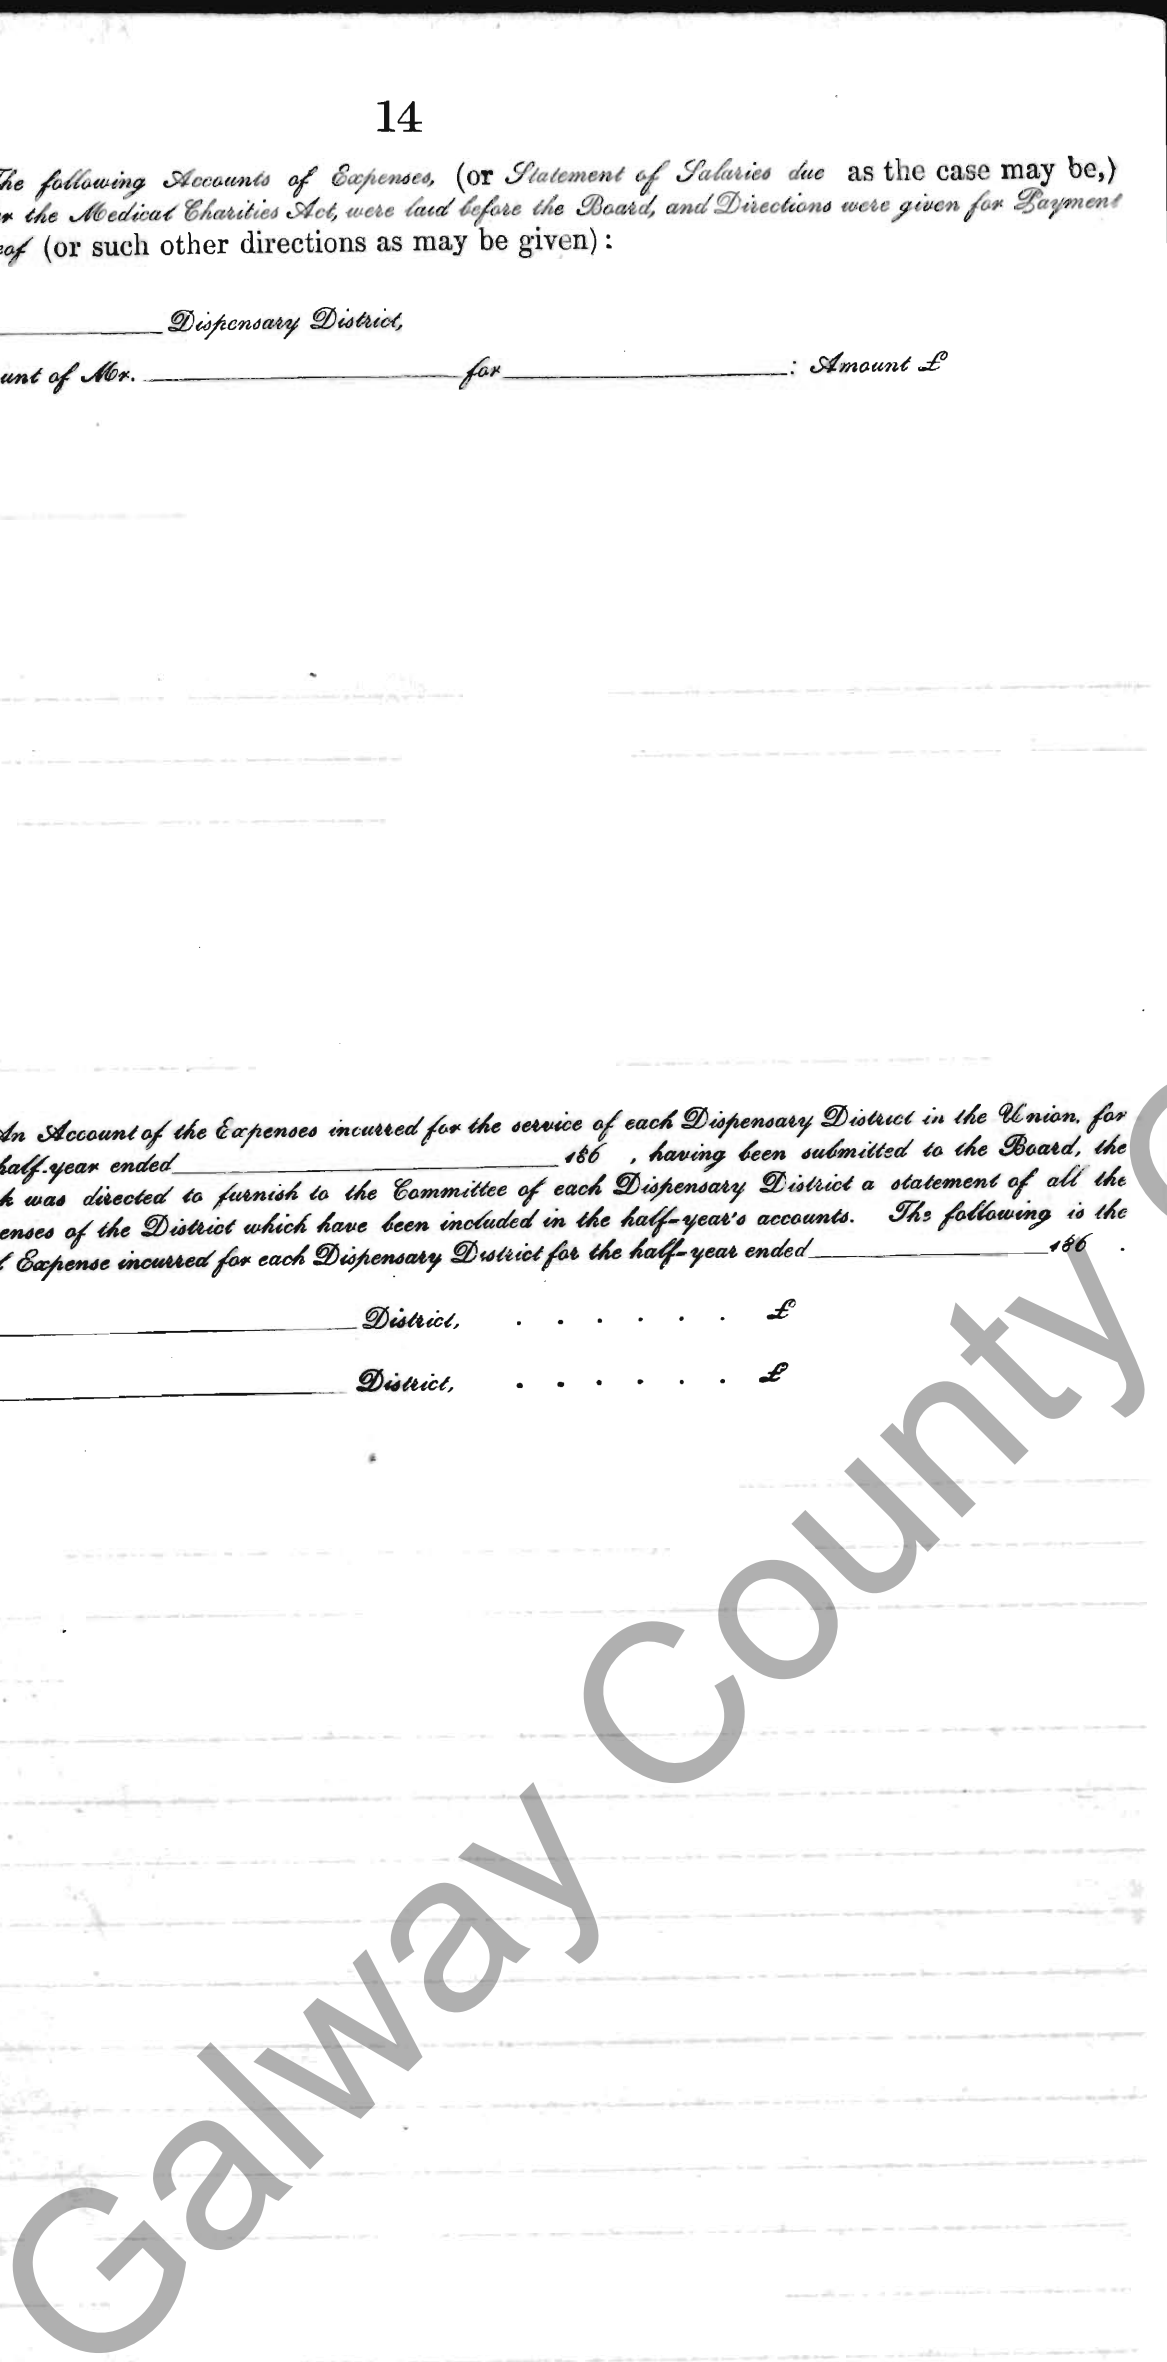 14
The following Accounts of Expenses, (or Statement of Salaries due as the case may be,)
the Medical Charities Act, were laid before the Board, and Directions were given for Payment
eof (or such other directions as may be given):
Dispensary District,
unt of Mr. for : Amount £
An Account of the Expenses incurred for the service of each Dispensary District in the Union, for
half-year ended 186 , having been submitted to the Board, the
k was directed to furnish to the Committee of each Dispensary District a statement of all the
enses of the District which have been included in the half-year's accounts. The following is the
Expense incurred for each Dispensary District for the half-year ended 186 .
District, . . . . . . £
District, . . . . . . £
Galway County